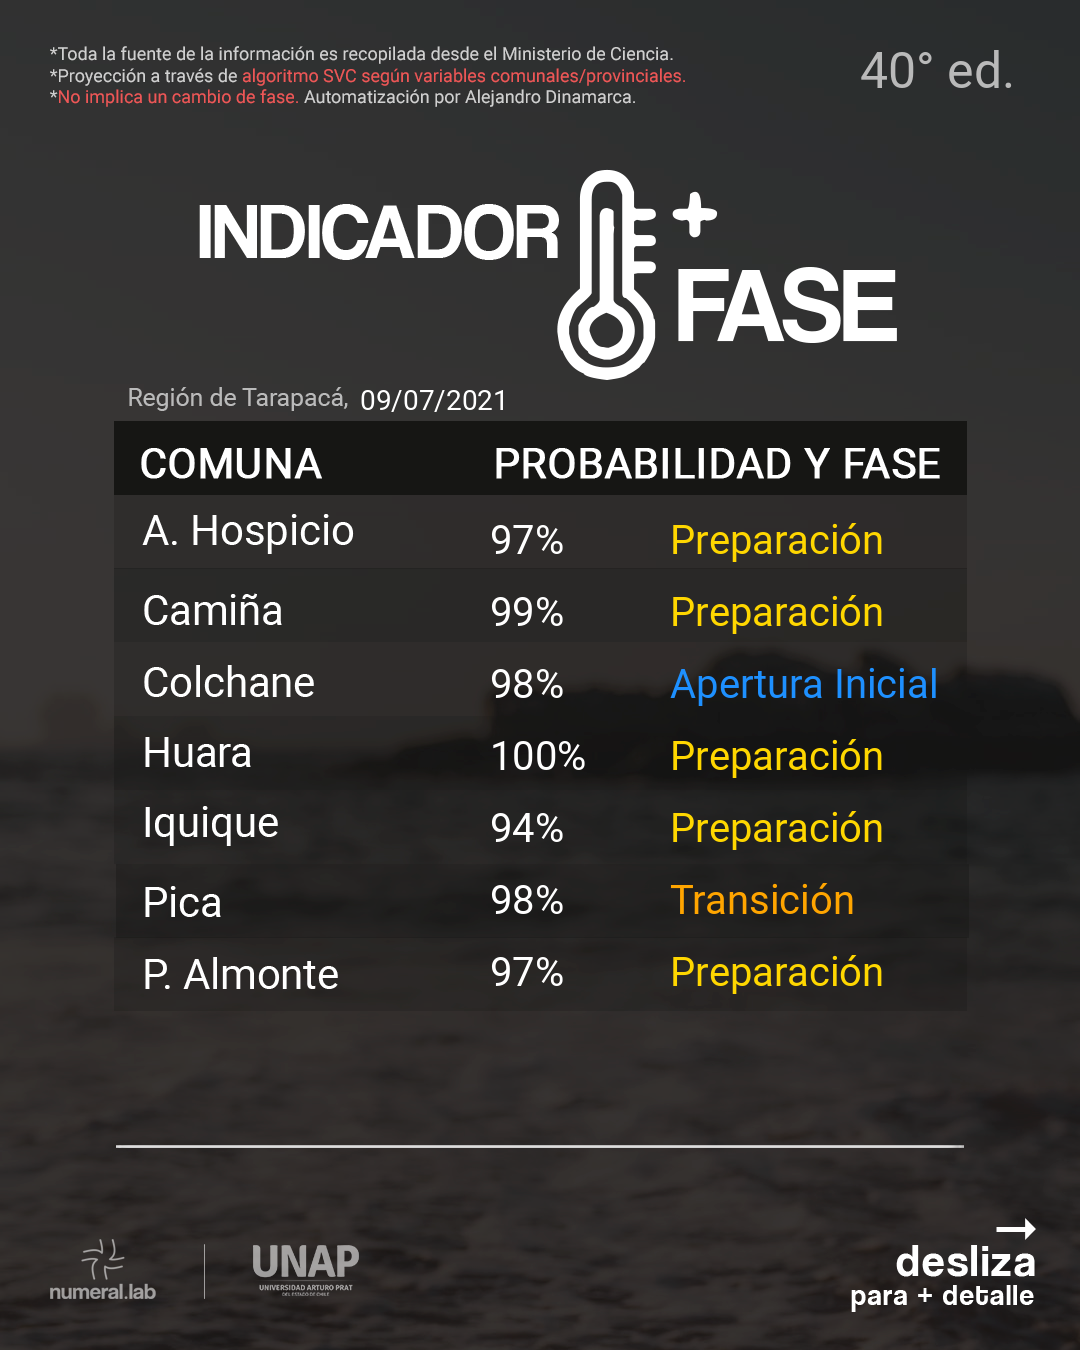 *Toda la fuente de la información es recopilada desde el Ministerio de Ciencia.
*Proyección a través de algoritmo SVC según variables comunales/provinciales.
*No implica un cambio de fase. Automatización por Alejandro Dinamarca.
40° ed.
INDICADOR
+
FASE
Región de Tarapacá, 09/07/2021
COMUNA PROBABILIDAD Y FASE
A. Hospicio 97% Preparación
Camiña 99% Preparación
Colchane 98% Apertura Inicial
Huara 100% Preparación
Iquique 94% Preparación
Pica 98% Transición
P. Almonte 97% Preparación
numeral.lab
UNAP
UNIVERSIDAD ARTURO PRAT
DEL ESTADO DE CHILE
desliza
para + detalle